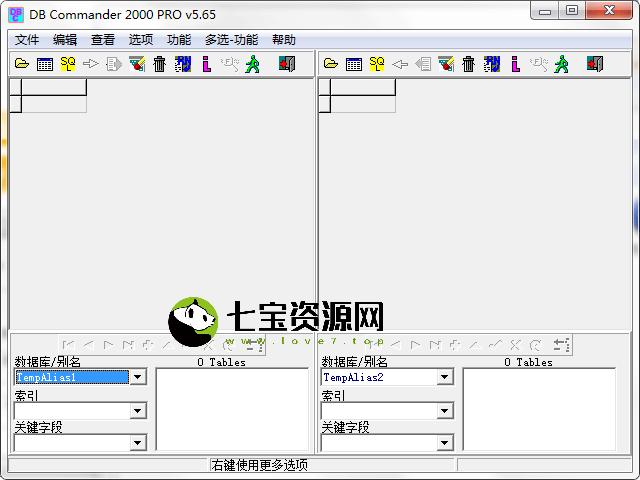 DB Commander 2000 PRO v5.65
文件 编辑 查看 选项 功能 多选-功能 帮助
SQL
SQL
七宝资源网
www.love7.top
数据库/别名 0 Tables
TempAlias1
索引
关键字段
数据库/别名 0 Tables
TempAlias2
索引
关键字段
右键使用更多选项